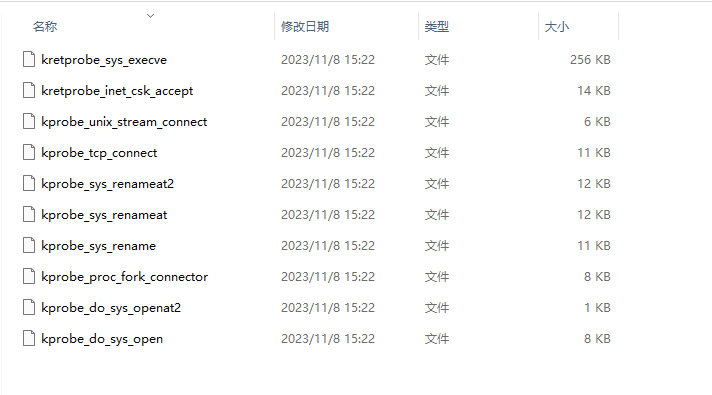 名称 修改日期 类型 大小
kretprobe_sys_execve 2023/11/8 15:22 文件 256 KB
kretprobe_inet_csk_accept 2023/11/8 15:22 文件 14 KB
kprobe_unix_stream_connect 2023/11/8 15:22 文件 6 KB
kprobe_tcp_connect 2023/11/8 15:22 文件 11 KB
kprobe_sys_renameat2 2023/11/8 15:22 文件 12 KB
kprobe_sys_renameat 2023/11/8 15:22 文件 12 KB
kprobe_sys_rename 2023/11/8 15:22 文件 11 KB
kprobe_proc_fork_connector 2023/11/8 15:22 文件 8 KB
kprobe_do_sys_openat2 2023/11/8 15:22 文件 1 KB
kprobe_do_sys_open 2023/11/8 15:22 文件 8 KB